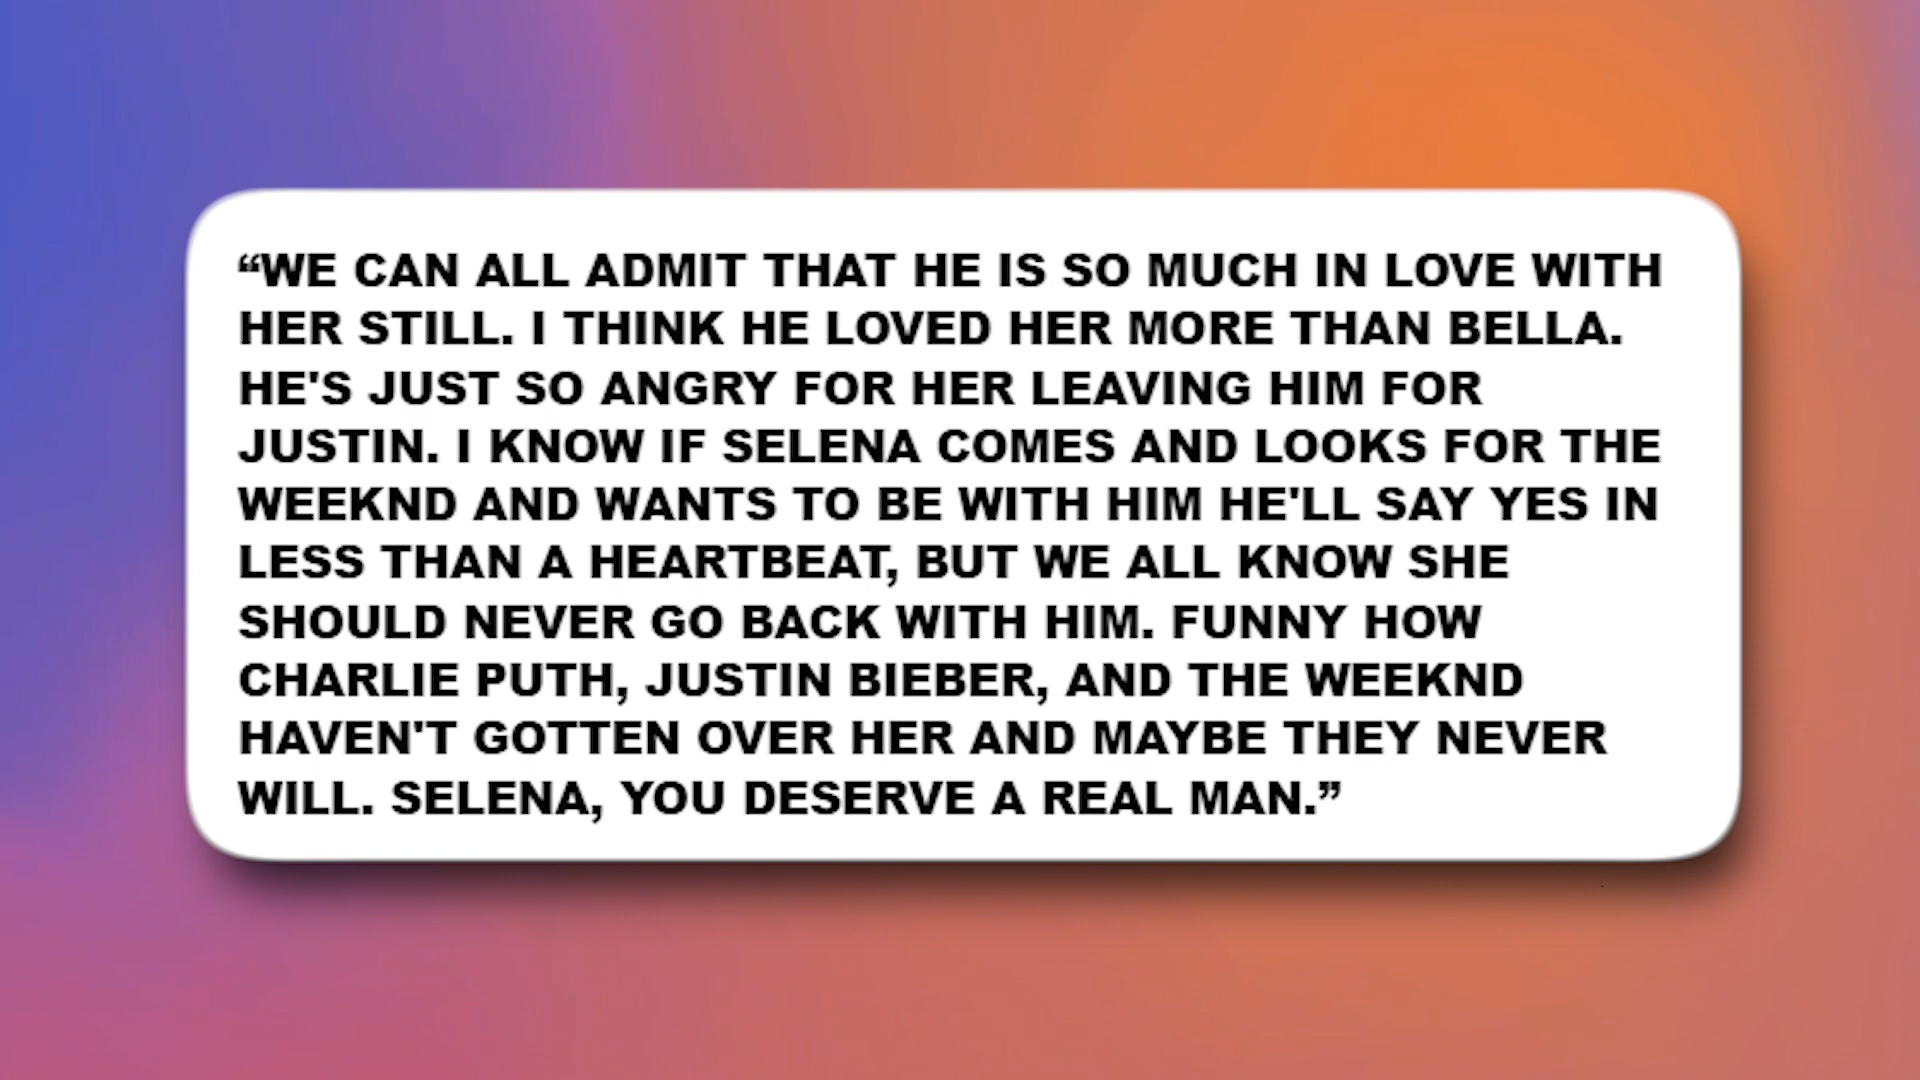 “WE CAN ALL ADMIT THAT HE IS SO MUCH IN LOVE WITH
HER STILL. I THINK HE LOVED HER MORE THAN BELLA.
HE'S JUST SO ANGRY FOR HER LEAVING HIM FOR
JUSTIN. I KNOW IF SELENA COMES AND LOOKS FOR THE
WEEKND AND WANTS TO BE WITH HIM HE'LL SAY YES IN
LESS THAN A HEARTBEAT, BUT WE ALL KNOW SHE
SHOULD NEVER GO BACK WITH HIM. FUNNY HOW
CHARLIE PUTH, JUSTIN BIEBER, AND THE WEEKND
HAVEN'T GOTTEN OVER HER AND MAYBE THEY NEVER
WILL. SELENA, YOU DESERVE A REAL MAN.”